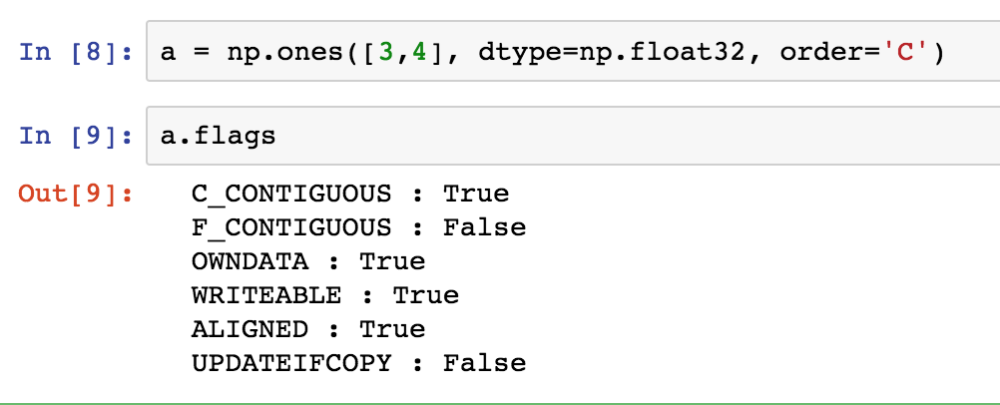 In [8]: a = np.ones([3,4], dtype=np.float32, order='C')
In [9]: a.flags
Out[9]: C_CONTIGUOUS : True
F_CONTIGUOUS : False
OWNDATA : True
WRITEABLE : True
ALIGNED : True
UPDATEIFCOPY : False